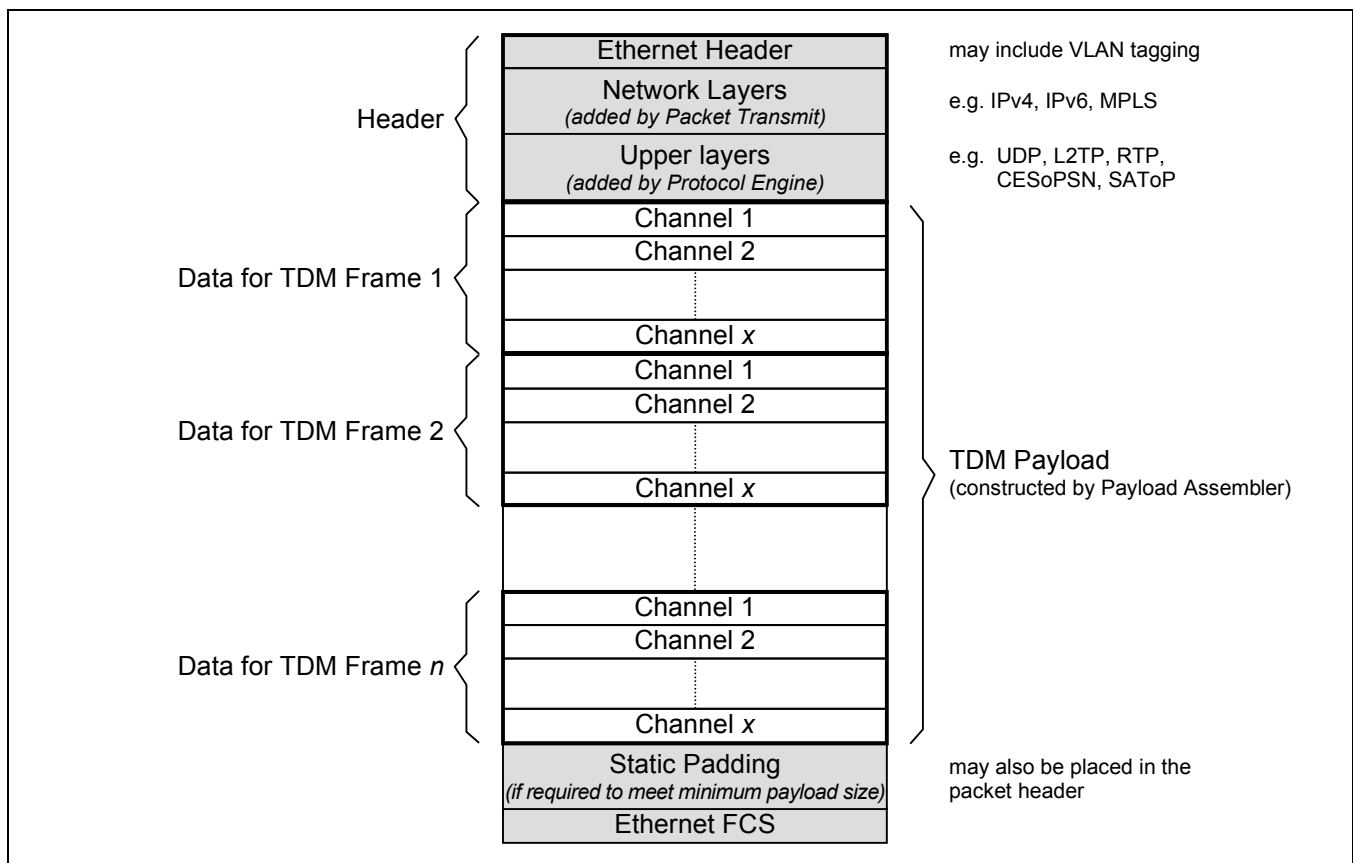 Ethernet Header
may include VLAN tagging
Network Layers
(added by Packet Transmit)
e.g. IPv4, IPv6, MPLS
Header
Upper layers
(added by Protocol Engine)
e.g. UDP, L2TP, RTP,
CESoPSN, SAToP
Channel 1
Channel 2
Data for TDM Frame 1
Channel x
Channel 1
Channel 2
Data for TDM Frame 2
Channel x
TDM Payload
(constructed by Payload Assembler)
Channel 1
Channel 2
Data for TDM Frame n
Channel x
Static Padding
(if required to meet minimum payload size)
may also be placed in the
packet header
Ethernet FCS